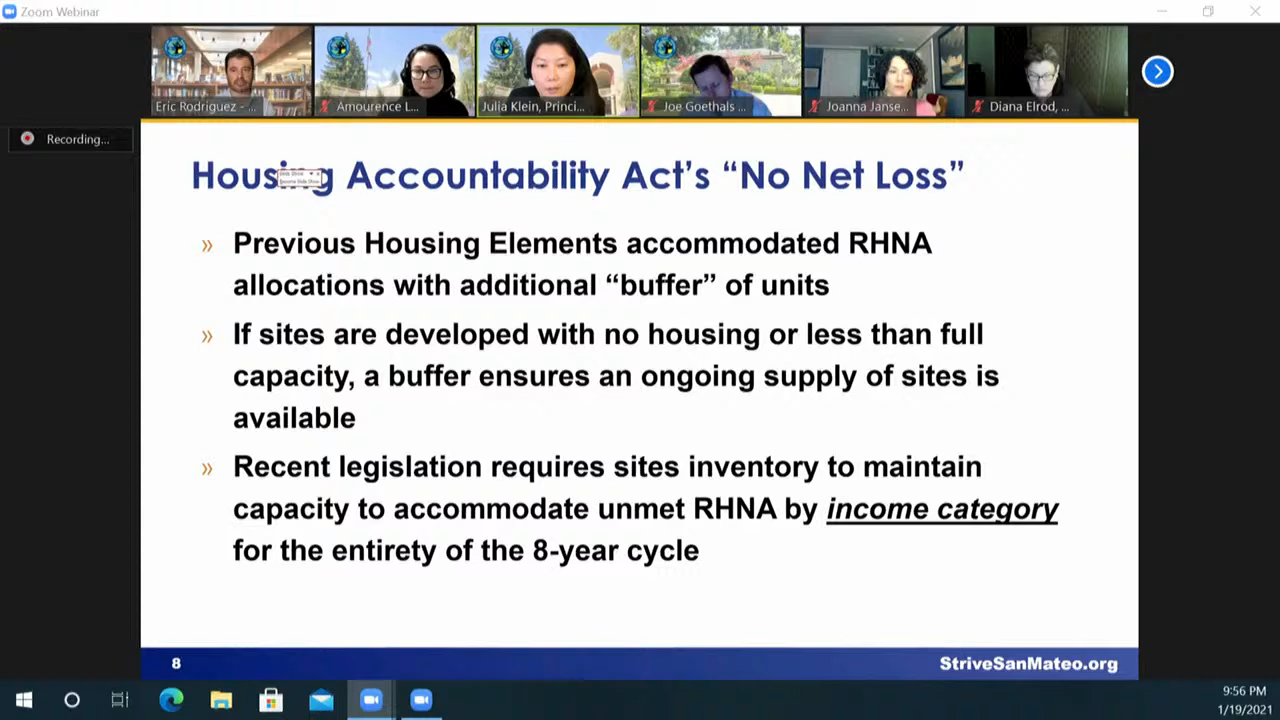 Zoom Webinar
Eric Rodriguez - ...
Amourence L...
Julia Klein, Princi...
Joe Goethals ...
Joanna Janse...
Diana Elrod, ...
Recording...
Housing Accountability Act's “No Net Loss”
» Previous Housing Elements accommodated RHNA
allocations with additional “buffer” of units
» If sites are developed with no housing or less than full
capacity, a buffer ensures an ongoing supply of sites is
available
» Recent legislation requires sites inventory to maintain
capacity to accommodate unmet RHNA by income category
for the entirety of the 8-year cycle
8
StriveSanMateo.org
9:56 PM
1/19/2021